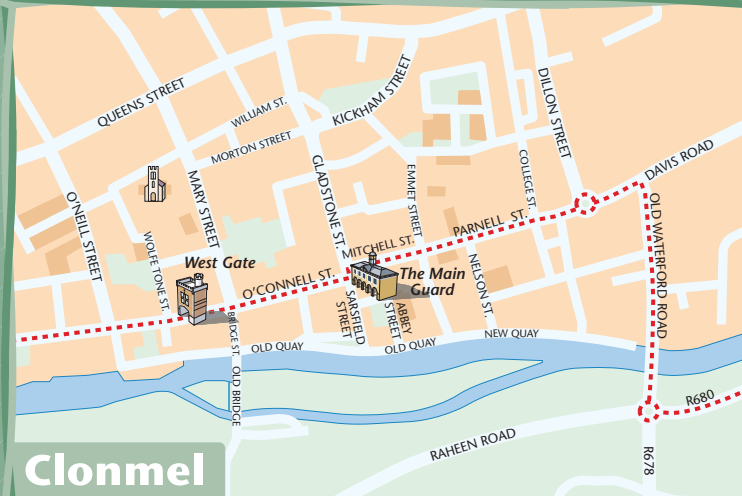 QUEENS STREET
WILLIAM ST.
MORTON STREET
KICKHAM STREET
DILLON STREET
COLLEGE ST.
DAVIS ROAD
O'NEILL STREET
MARY STREET
GLADSTONE ST.
EMMET STREET
WOLFE TONE ST.
MITCHELL ST.
PARNELL ST.
OLD WATERFORD ROAD
West Gate
O'CONNELL ST.
The Main
Guard
NELSON ST.
SARSFIELD
STREET
ABBEY
STREET
BRIDGE ST.
OLD QUAY
OLD QUAY
NEW QUAY
OLD BRIDGE
R680
RAHEEN ROAD
R678
Clonmel